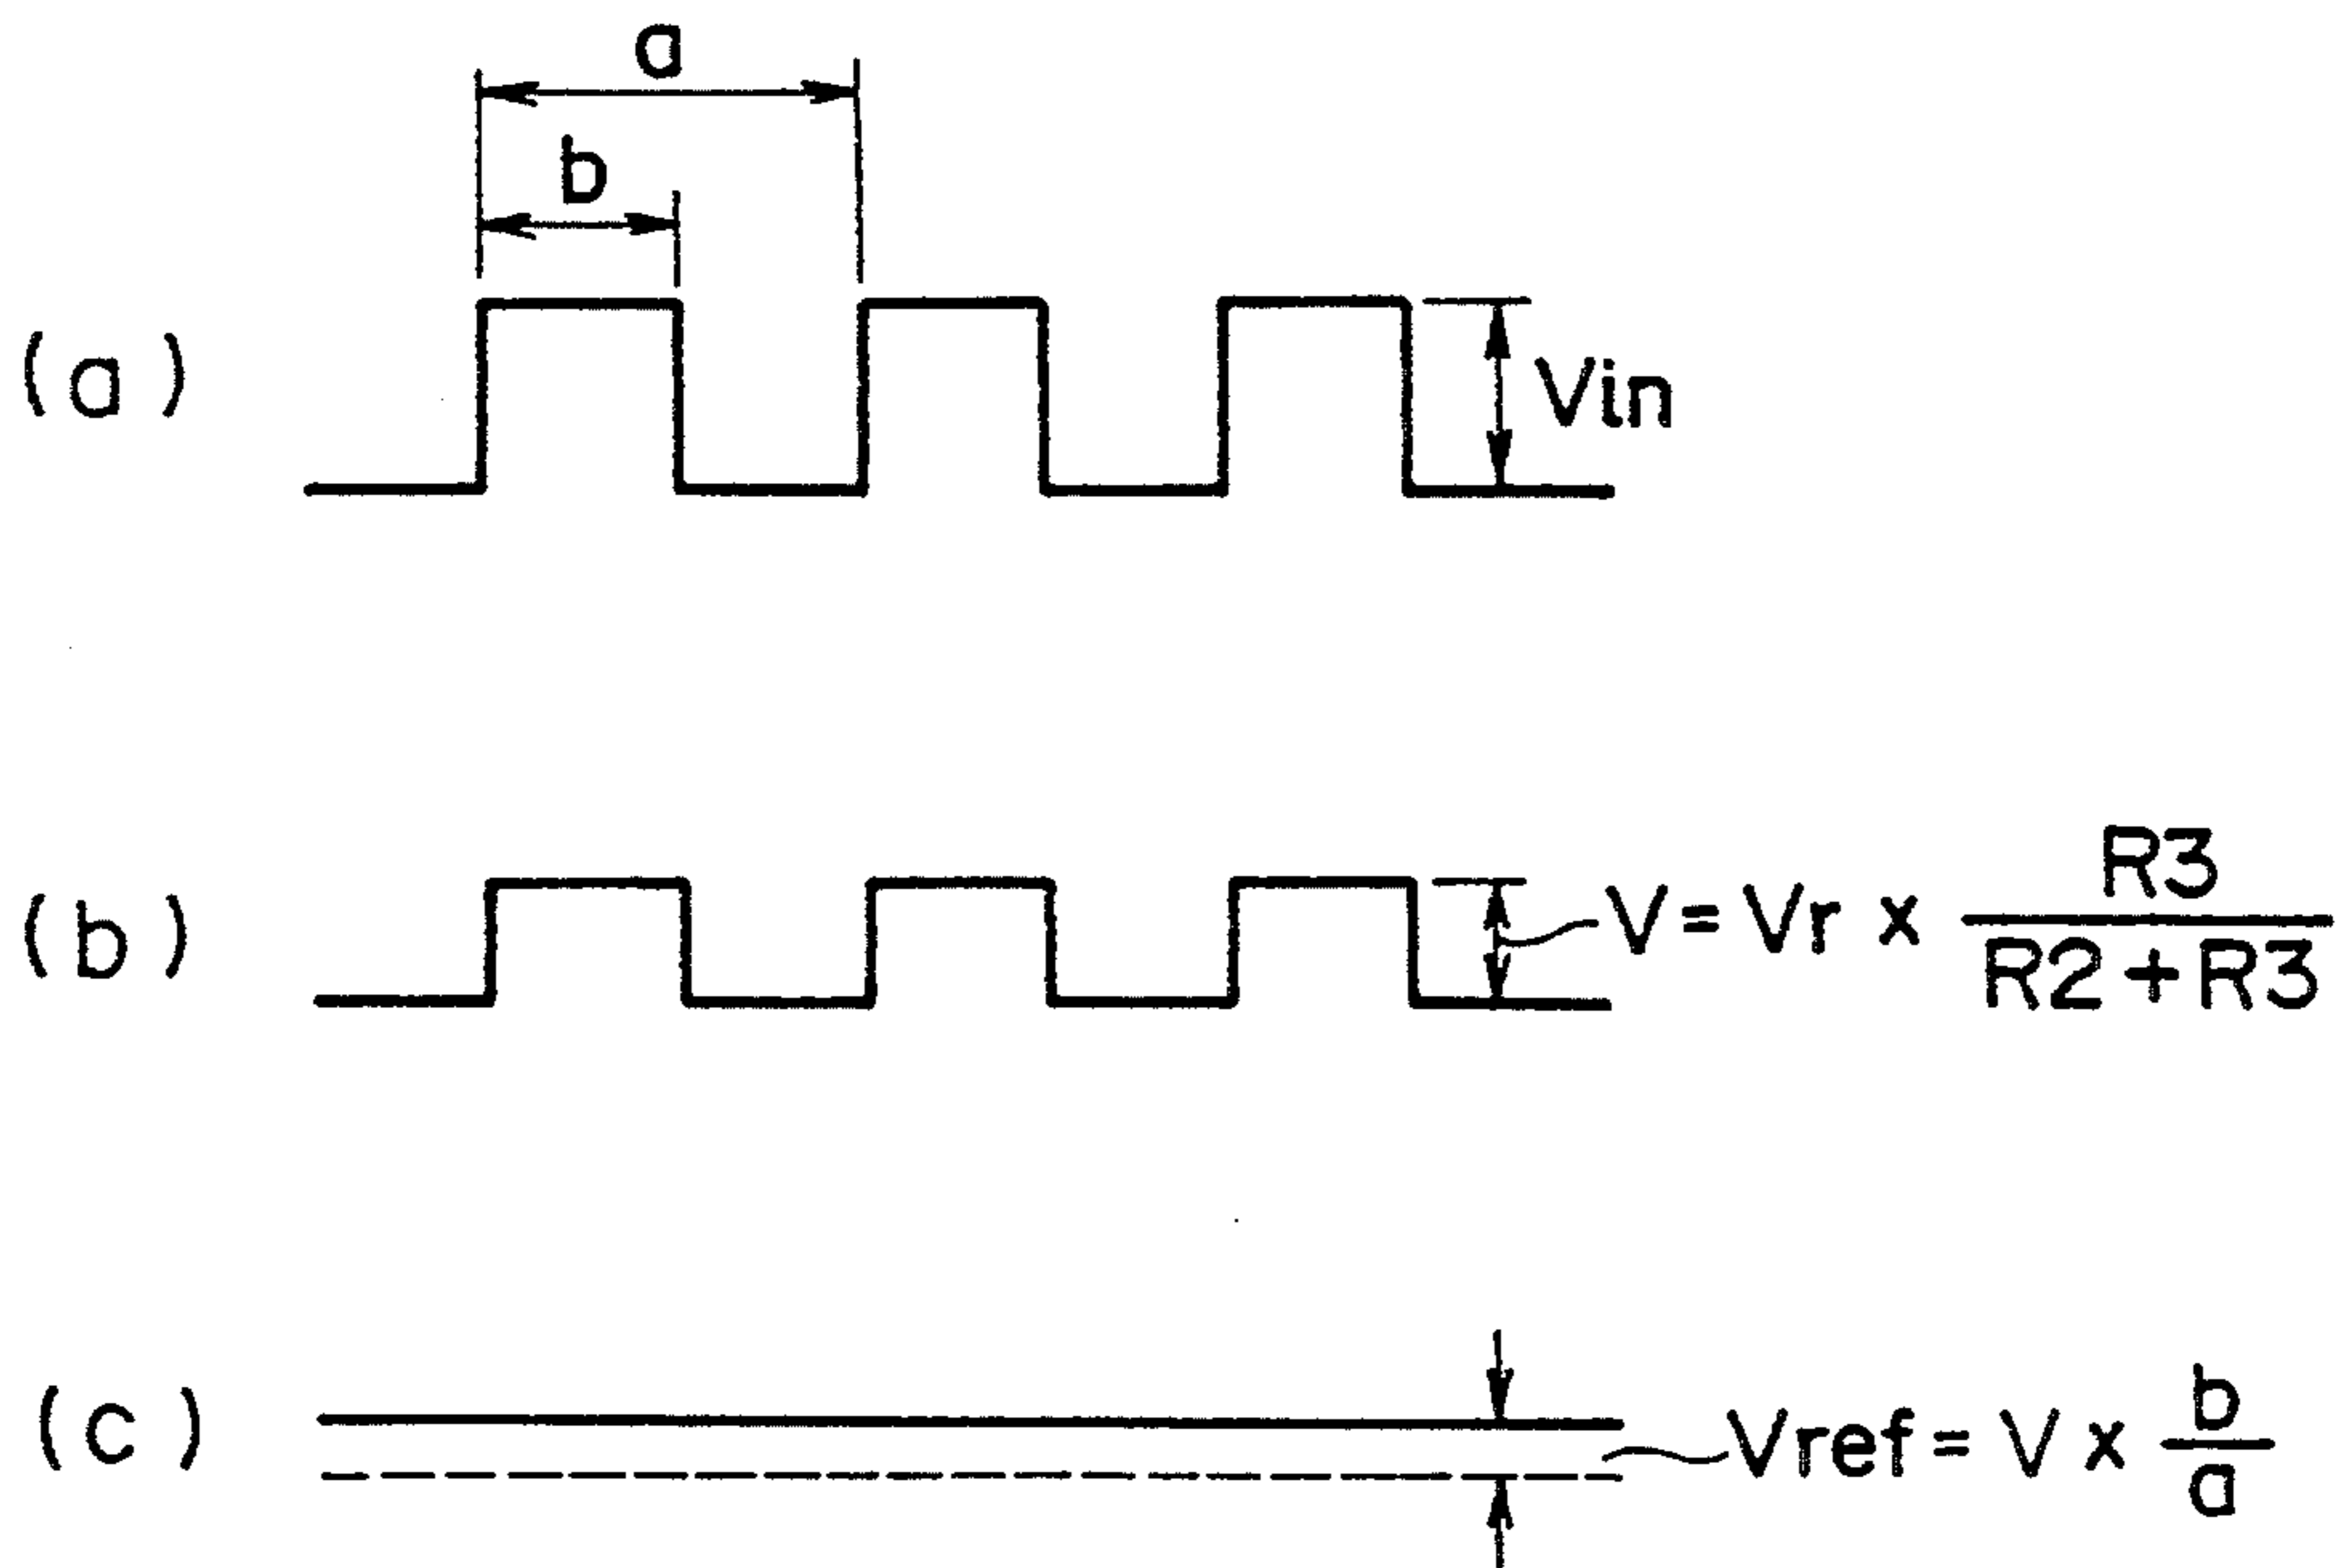 a
b
(a)
Vin
(b)
V = Vr x R3 / R2 + R3
(c)
Vref = V x b / a